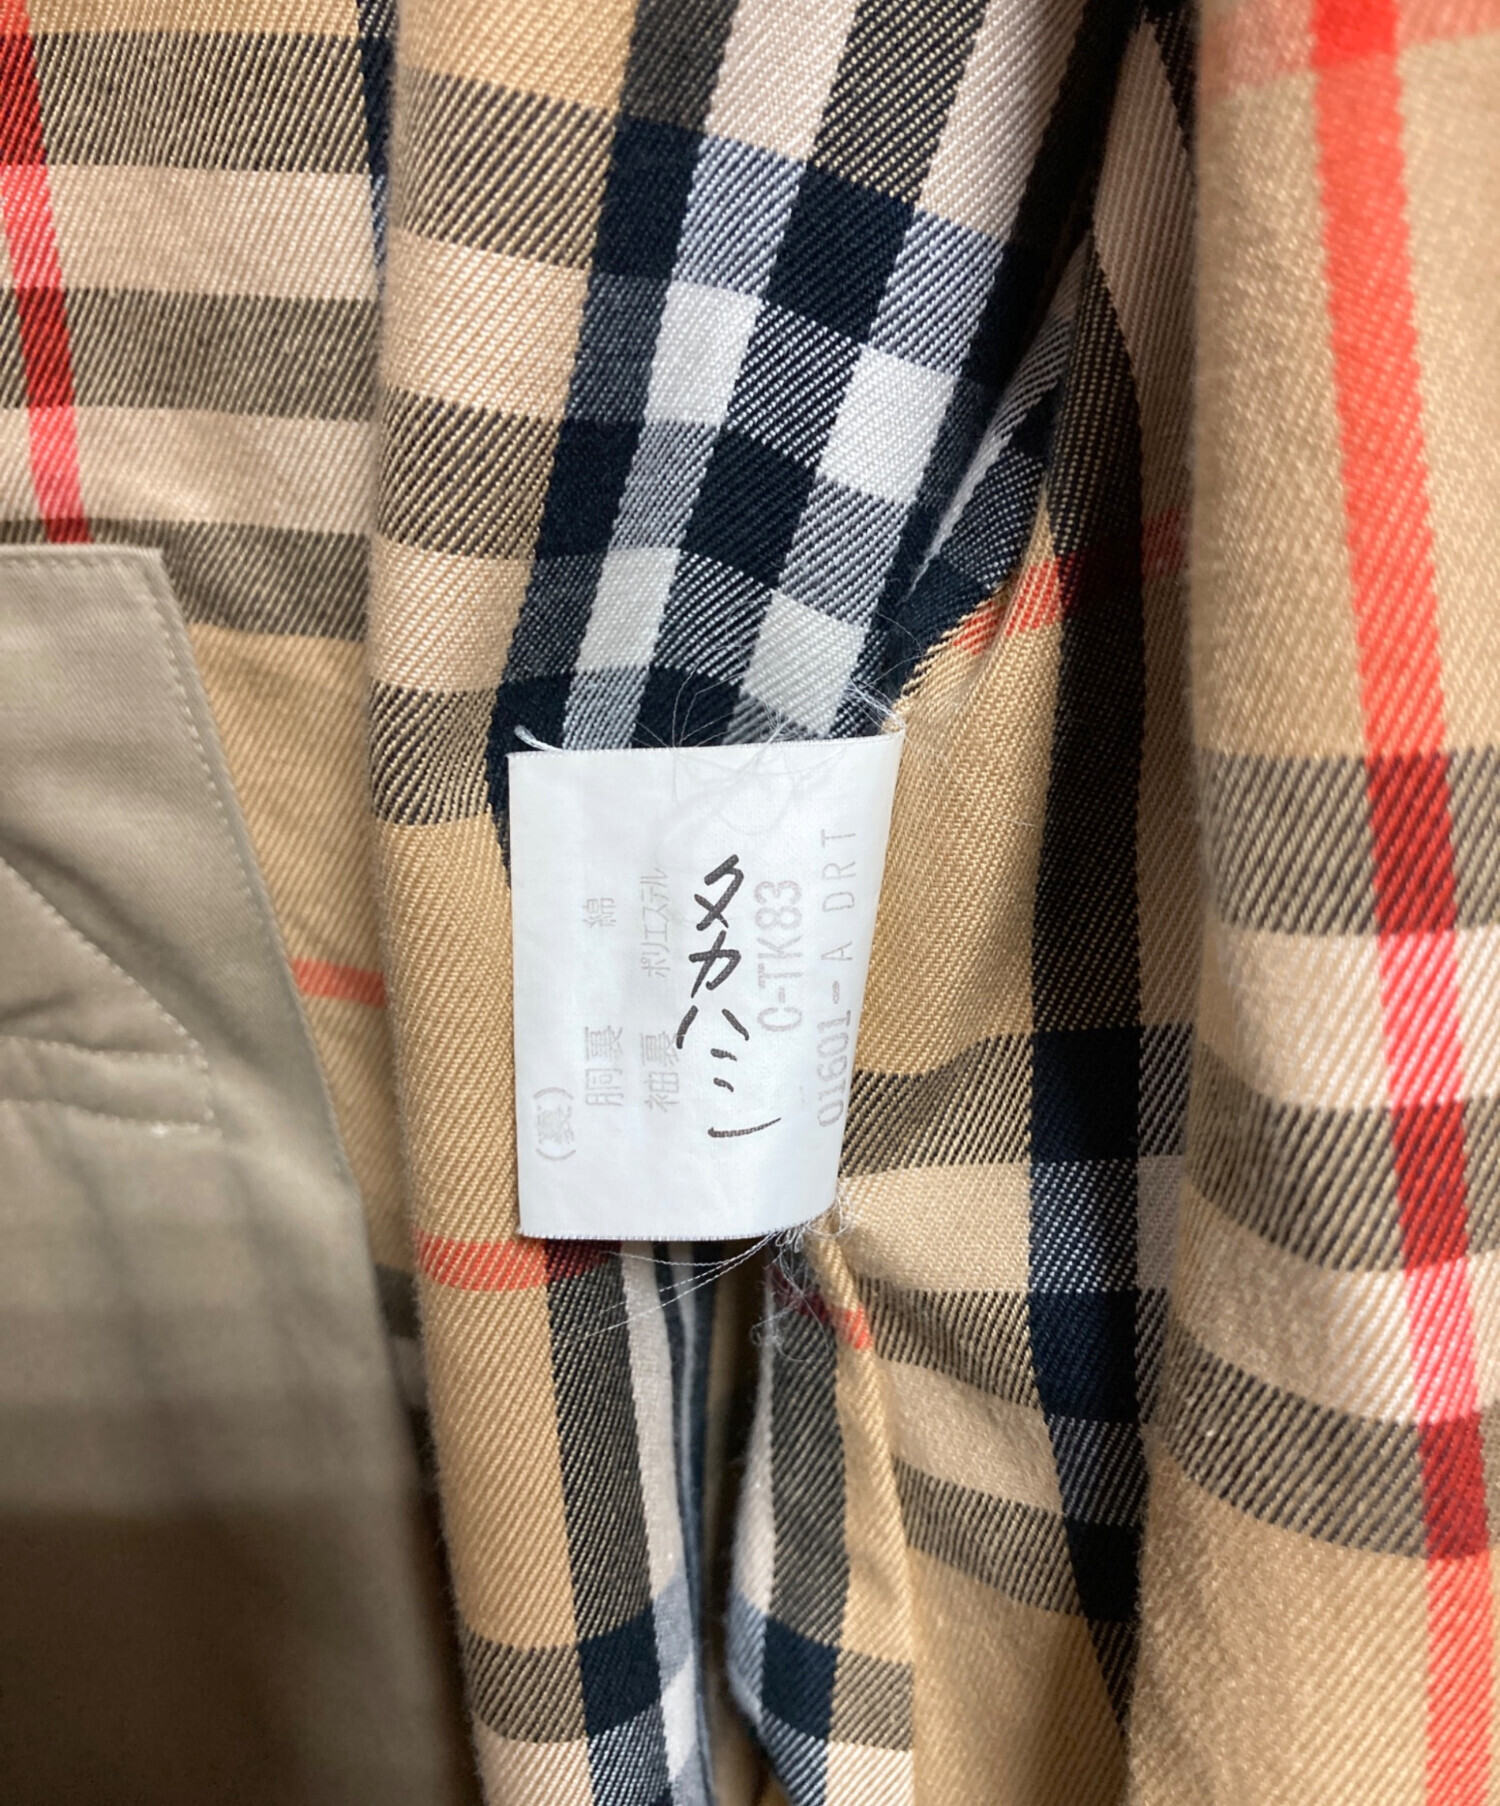 (裏)
胴裏 綿
袖裏 ポリエステル
タカハシ
C-TK83
01601- A DRT